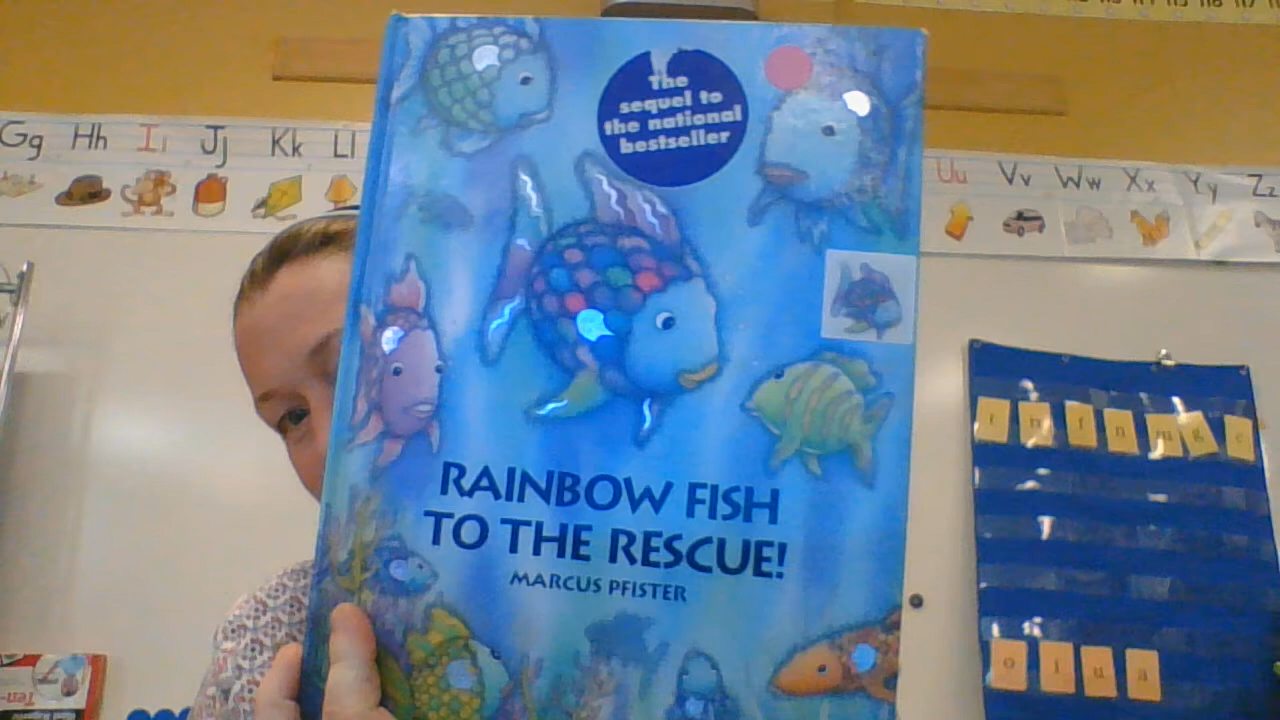 Gg Hh Ii Jj Kk Ll
Uu Vv Ww Xx Yy Zz
The
sequel to
the national
bestseller
RAINBOW FISH
TO THE RESCUE!
MARCUS PFISTER